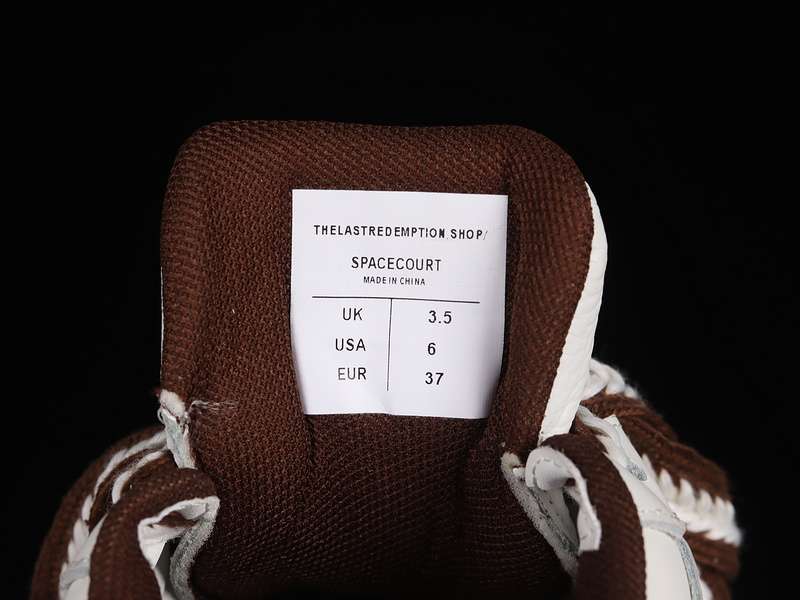 THELASTREDEMPTION SHOP/
SPACECOURT
MADE IN CHINA
UK 3.5
USA 6
EUR 37